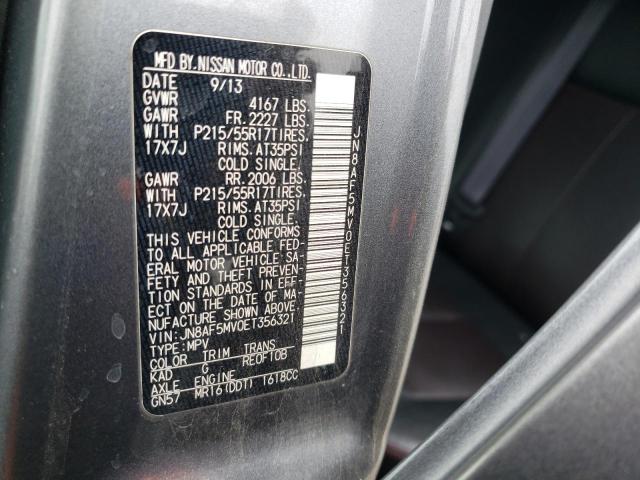 MFD BY.NISSAN MOTOR CO.,LTD.
DATE 9/13
GVWR 4167 LBS.
GAWR FR. 2227 LBS.
WITH P215/55R17TIRES,
17X7J RIMS. AT35PSI
COLD SINGLE.
GAWR RR. 2006 LBS.
WITH P215/55R17TIRES,
17X7J RIMS. AT35PSI
COLD SINGLE.
THIS VEHICLE CONFORMS
TO ALL APPLICABLE FED-
ERAL MOTOR VEHICLE SA-
FETY AND THEFT PREVEN-
TION STANDARDS IN EFF-
ECT ON THE DATE OF MA-
NUFACTURE SHOWN ABOVE.
VIN:JN8AF5MV0ET356321
TYPE:MPV
COLOR TRIM TRANS
KAD G RE0F10B
AXLE ENGINE
GN57 MR16(DDT) 1618CC
JN8AF5MV0ET356321